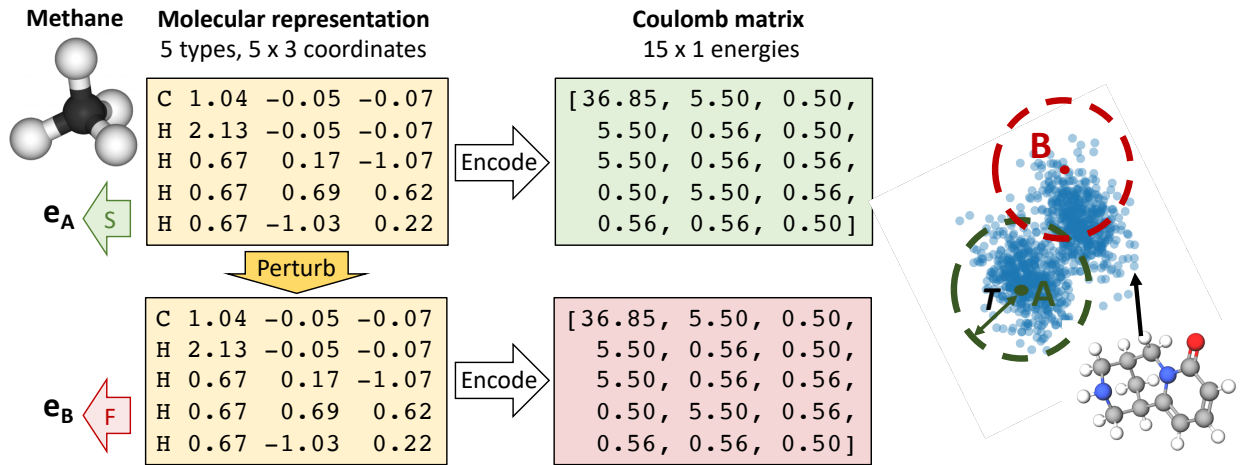 Methane
Molecular representation
5 types, 5 x 3 coordinates
Coulomb matrix
15 x 1 energies
C 1.04 -0.05 -0.07
H 2.13 -0.05 -0.07
H 0.67 0.17 -1.07
H 0.67 0.69 0.62
H 0.67 -1.03 0.22
Encode
[36.85, 5.50, 0.50,
5.50, 0.56, 0.50,
5.50, 0.56, 0.56,
0.50, 5.50, 0.56,
0.56, 0.56, 0.50]
eA
S
Perturb
C 1.04 -0.05 -0.07
H 2.13 -0.05 -0.07
H 0.67 0.17 -1.07
H 0.67 0.69 0.62
H 0.67 -1.03 0.22
Encode
[36.85, 5.50, 0.50,
5.50, 0.56, 0.50,
5.50, 0.56, 0.56,
0.50, 5.50, 0.56,
0.56, 0.56, 0.50]
eB
F
B
A
T